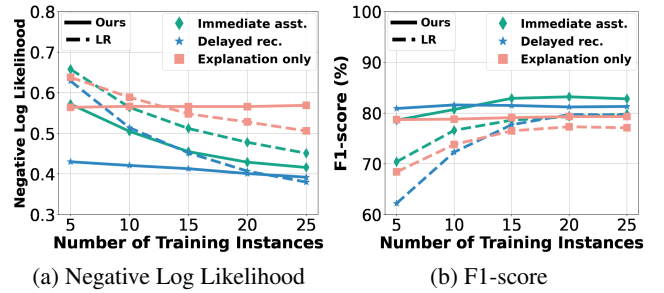 Ours
LR
Immediate asst.
Delayed rec.
Explanation only
Negative Log Likelihood
0.8
0.7
0.6
0.5
0.4
0.3
5 10 15 20 25
Number of Training Instances
(a) Negative Log Likelihood
Ours
LR
Immediate asst.
Delayed rec.
Explanation only
F1-score (%)
100
90
80
70
60
5 10 15 20 25
Number of Training Instances
(b) F1-score